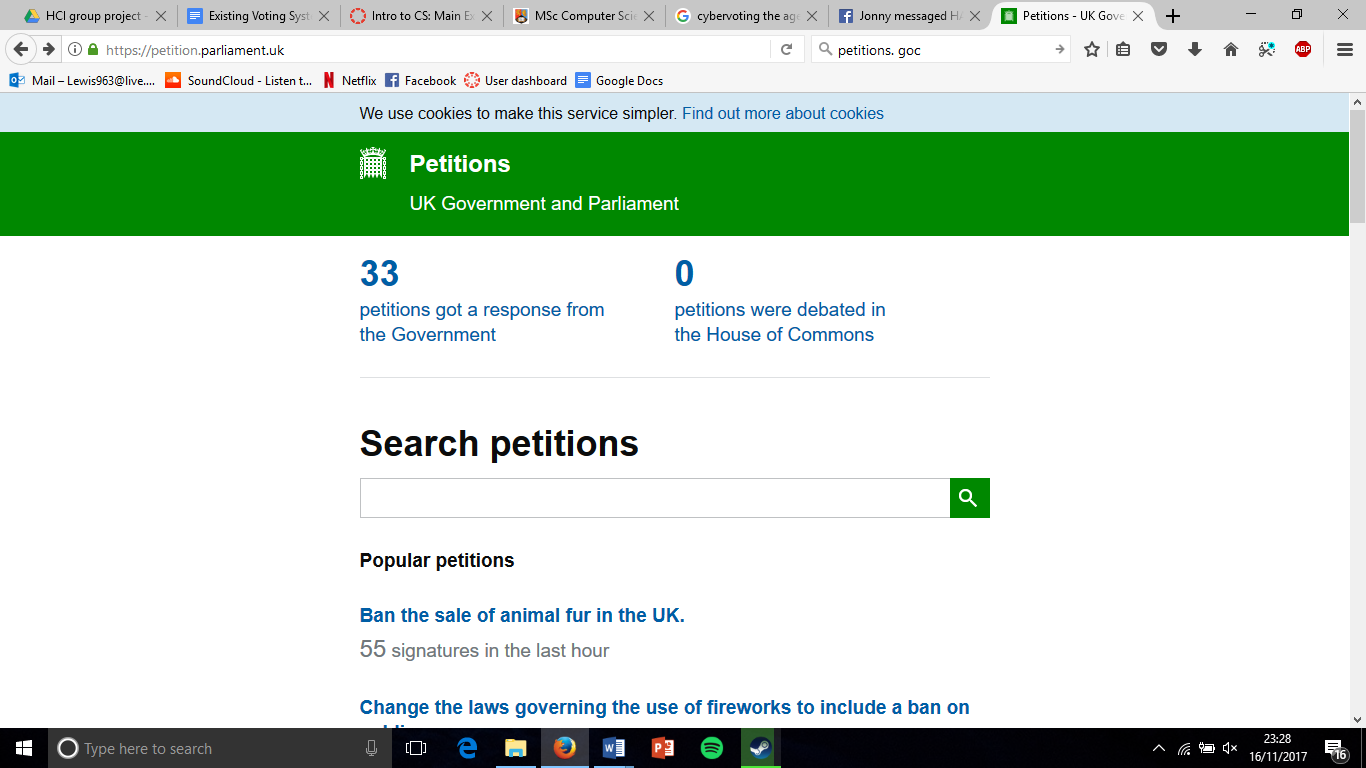 HCI group project -
Existing Voting Syst
Intro to CS: Main Ex
MSc Computer Scie
cybervoting the age
Jonny messaged HA
Petitions - UK Gove
https://petition.parliament.uk
petitions. goc
ABP
Mail – Lewis963@live....
SoundCloud - Listen t...
Netflix
Facebook
User dashboard
Google Docs
We use cookies to make this service simpler. Find out more about cookies
Petitions
UK Government and Parliament
33
petitions got a response from
the Government
0
petitions were debated in
the House of Commons
Search petitions
Popular petitions
Ban the sale of animal fur in the UK.
55 signatures in the last hour
Change the laws governing the use of fireworks to include a ban on
Type here to search
23:28
16/11/2017
16